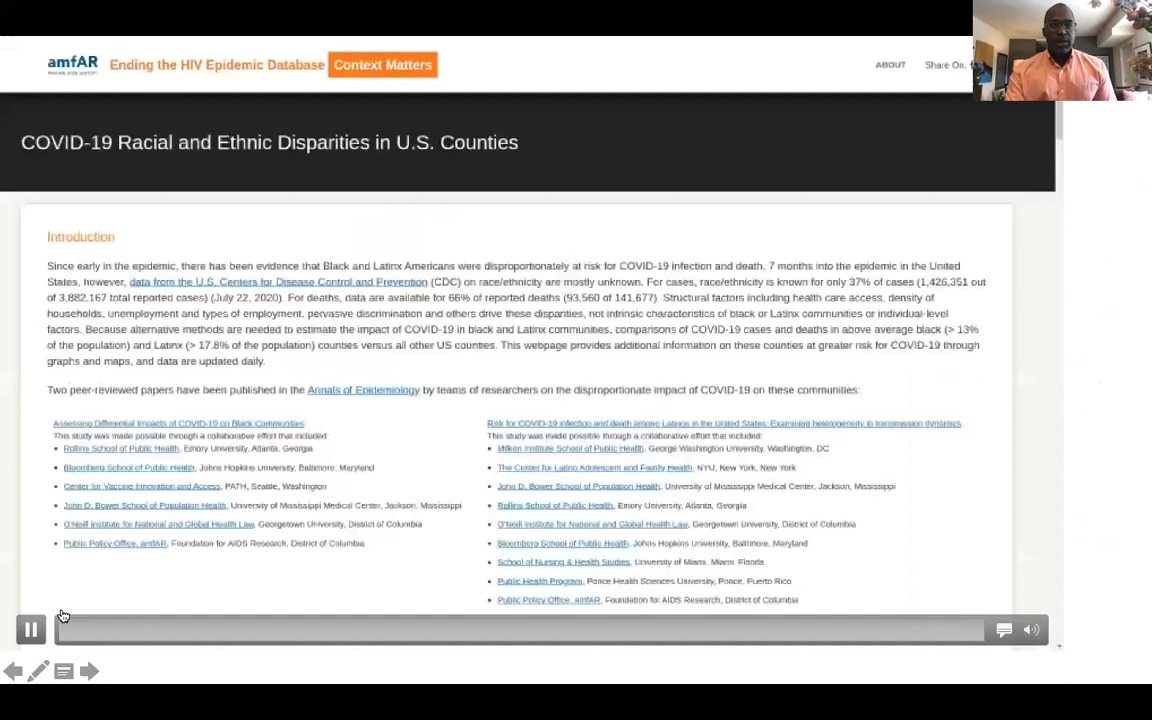 amfAR
Ending the HIV Epidemic Database Context Matters
ABOUT Share On.
COVID-19 Racial and Ethnic Disparities in U.S. Counties
Introduction
Since early in the epidemic, there has been evidence that Black and Latinx Americans were disproportionately at risk for COVID-19 infection and death. 7 months into the epidemic in the United
States, however, data from the U.S. Centers for Disease Control and Prevention (CDC) on race/ethnicity are mostly unknown. For cases, race/ethnicity is known for only 37% of cases (1,426,351 out
of 3,882,167 total reported cases) (July 22, 2020). For deaths, data are available for 66% of reported deaths (93,560 of 141,677). Structural factors including health care access, density of
households, unemployment and types of employment, pervasive discrimination and others drive these disparities, not intrinsic characteristics of black or Latinx communities or individual-level
factors. Because alternative methods are needed to estimate the impact of COVID-19 in black and Latinx communities, comparisons of COVID-19 cases and deaths in above average black (> 13%
of the population) and Latinx (> 17.8% of the population) counties versus all other US counties. This webpage provides additional information on these counties at greater risk for COVID-19 through
graphs and maps, and data are updated daily.
Two peer-reviewed papers have been published in the Annals of Epidemiology by teams of researchers on the disproportionate impact of COVID-19 on these communities:
Assessing Differential Impacts of COVID-19 on Black Communities
This study was made possible through a collaborative effort that included:
• Rollins School of Public Health, Emory University, Atlanta, Georgia
• Bloomberg School of Public Health, Johns Hopkins University, Baltimore, Maryland
• Center for Vaccine Innovation and Access, PATH, Seattle, Washington
• John D. Bower School of Population Health, University of Mississippi Medical Center, Jackson, Mississippi
• O'Neill Institute for National and Global Health Law, Georgetown University, District of Columbia
• Public Policy Office, amfAR, Foundation for AIDS Research, District of Columbia
Risk for COVID-19 infection and death among Latinos in the United States: Examining heterogeneity in transmission dynamics
This study was made possible through a collaborative effort that included:
• Milken Institute School of Public Health, George Washington University, Washington, DC
• The Center for Latino Adolescent and Family Health, NYU, New York, New York
• John D. Bower School of Population Health, University of Mississippi Medical Center, Jackson, Mississippi
• Rollins School of Public Health, Emory University, Atlanta, Georgia
• O'Neill Institute for National and Global Health Law, Georgetown University, District of Columbia
• Bloomberg School of Public Health, Johns Hopkins University, Baltimore, Maryland
• School of Nursing & Health Studies, University of Miami, Miami, Florida
• Public Health Program, Ponce Health Sciences University, Ponce, Puerto Rico
• Public Policy Office, amfAR, Foundation for AIDS Research, District of Columbia